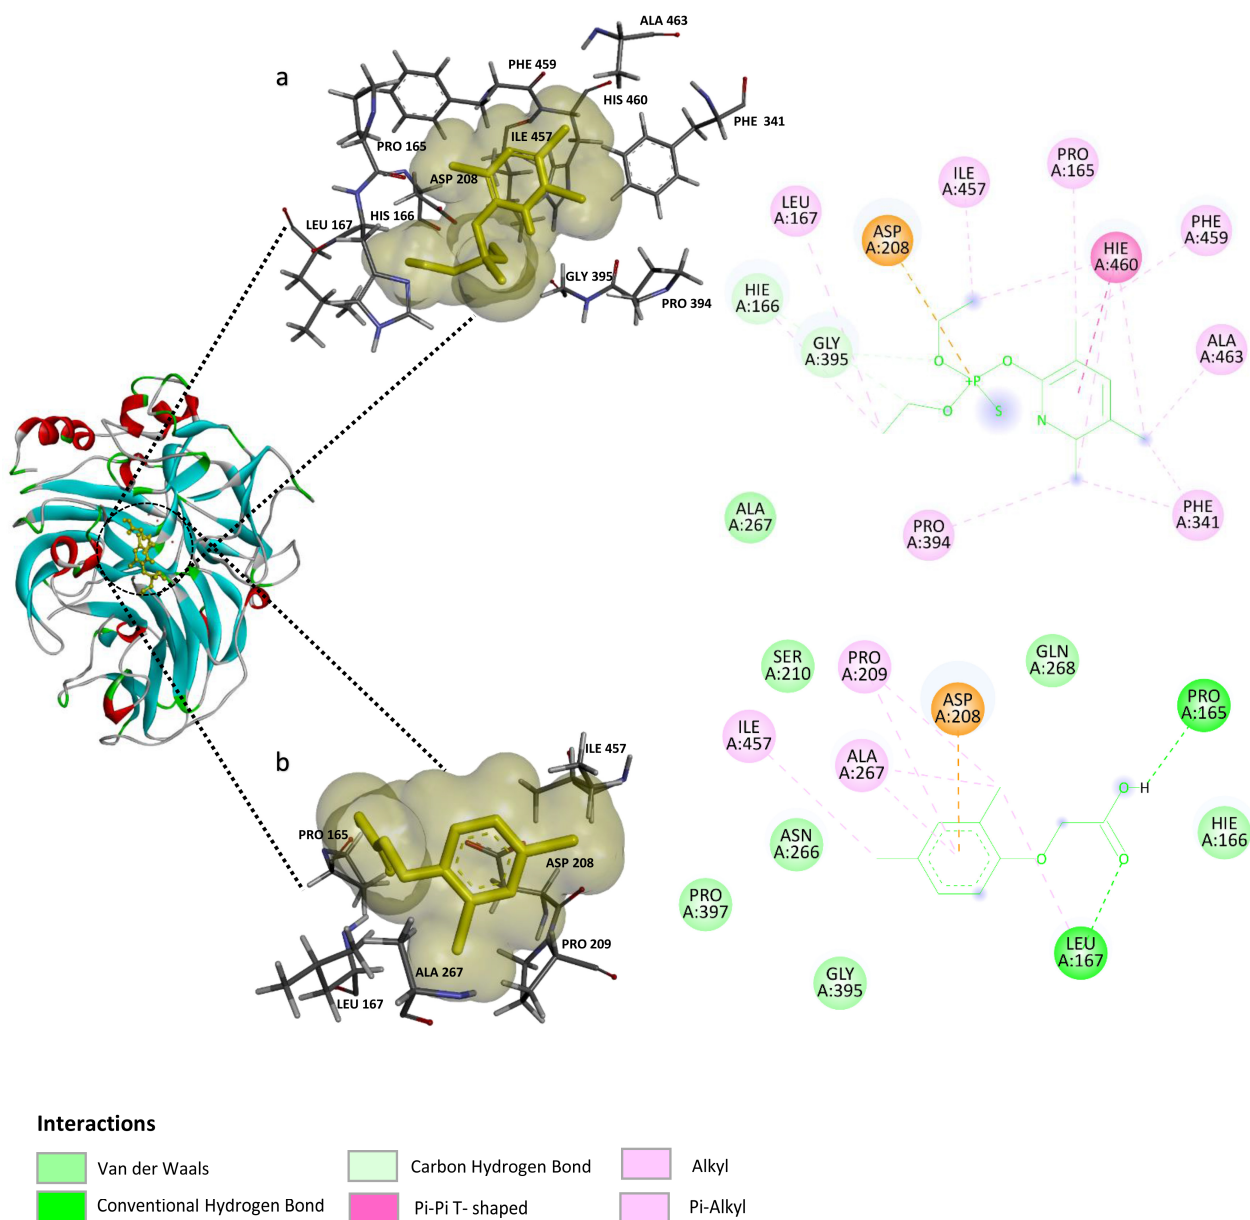 a
ALA 463
PHE 459
HIS 460
PHE 341
ILE 457
PRO 165
ASP 208
HIS 166
LEU 167
GLY 395
PRO 394
PRO
A:165
ILE
A:457
LEU
A:167
ASP
A:208
PHE
A:459
HIE
A:460
HIE
A:166
GLY
A:395
ALA
A:463
O
O
+P
S
O
N
ALA
A:267
PRO
A:394
PHE
A:341
b
ILE 457
PRO 165
ASP 208
PRO 209
ALA 267
LEU 167
SER
A:210
PRO
A:209
GLN
A:268
ASP
A:208
PRO
A:165
ILE
A:457
ALA
A:267
O H
ASN
A:266
HIE
A:166
O
O
PRO
A:397
LEU
A:167
GLY
A:395
Interactions
Van der Waals
Carbon Hydrogen Bond
Alkyl
Conventional Hydrogen Bond
Pi-Pi T- shaped
Pi-Alkyl